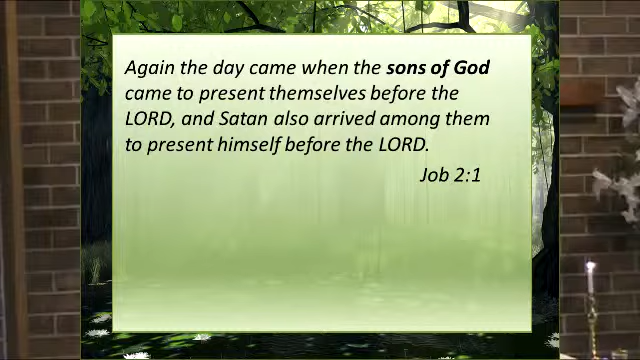 Again the day came when the sons of God
came to present themselves before the
LORD, and Satan also arrived among them
to present himself before the LORD.
Job 2:1